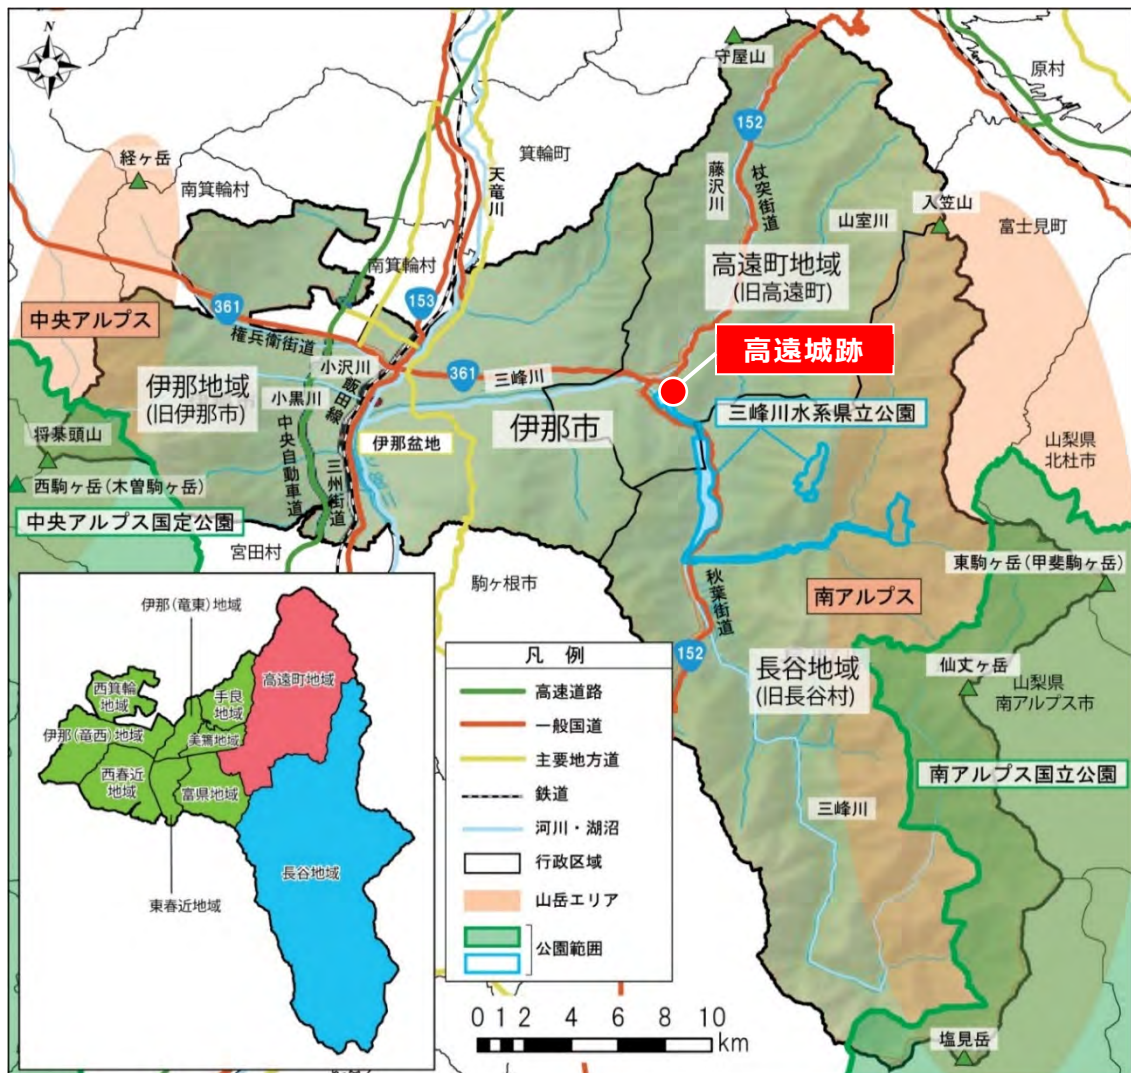 N
守屋山
原村
152
経ヶ岳
箕輪町
天竜川
藤沢川
杖突街道
南箕輪村
入笠山
山室川
富士見町
南箕輪村
高遠町地域
(旧高遠町)
361
153
中央アルプス
権兵衛街道
高遠城跡
小沢川
飯田線
361
三峰川
伊那地域
(旧伊那市)
小黒川
三峰川水系県立公園
伊那市
将棊頭山
中央自動車道
伊那盆地
山梨県
北杜市
三州街道
西駒ヶ岳(木曽駒ヶ岳)
中央アルプス国定公園
宮田村
駒ヶ根市
東駒ヶ岳(甲斐駒ヶ岳)
秋葉街道
南アルプス
152
長谷地域
(旧長谷村)
仙丈ヶ岳
山梨県
南アルプス市
南アルプス国立公園
三峰川
塩見岳
伊那(竜東)地域
高遠町地域
西箕輪
地域
手良
地域
伊那(竜西)地域
美篶地域
西春近
地域
富県地域
長谷地域
東春近地域
凡 例
高速道路
一般国道
主要地方道
鉄道
河川・湖沼
行政区域
山岳エリア
公園範囲
0 1 2 4 6 8 10
km